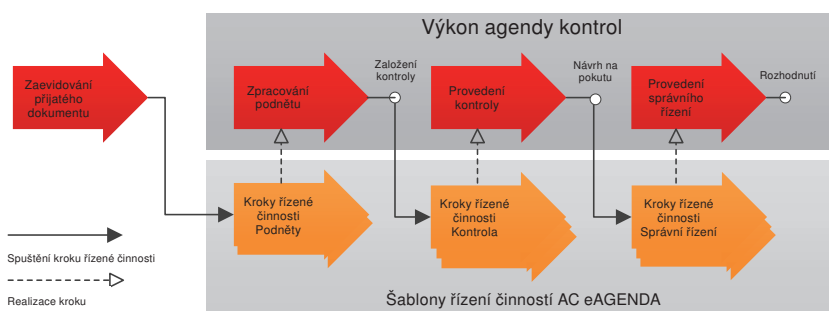 Výkon agendy kontrol
Zaevidování
přijatého
dokumentu
Zpracování
podnětu
Založení
kontroly
Provedení
kontroly
Návrh na
pokutu
Provedení
správního
řízení
Rozhodnutí
Kroky řízené
činnosti
Podněty
Kroky řízené
činnosti
Kontrola
Kroky řízené
činnosti
Správní řízení
Spuštění kroku řízené činnosti
Realizace kroku
Šablony řízení činností AC eAGENDA